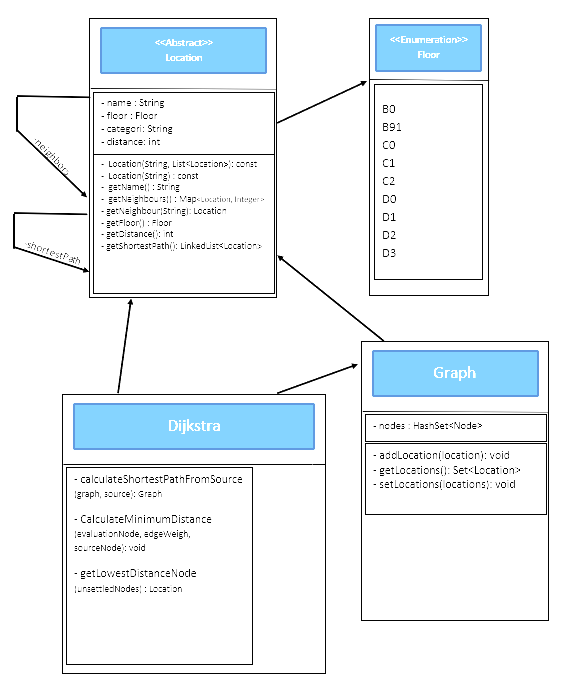 <<Abstract>>
Location
- name : String
- floor : Floor
- categori: String
- distance: int
- Location(String, List<Location>): const
- Location(String) : const
- getName() : String
- getNeighbours() : Map<Location, Integer>
- getNeighbour(String): Location
- getFloor() : Floor
- getDistance(): int
- getShortestPath(): LinkedList<Location>
-neighbors
-shortestPath
<<Enumeration>>
Floor
B0
B91
C0
C1
C2
D0
D1
D2
D3
Graph
- nodes : HashSet<Node>
- addLocation(location): void
- getLocations(): Set<Location>
- setLocations(locations): void
Dijkstra
- calculateShortestPathFromSource
(graph, source): Graph
- CalculateMinimumDistance
(evaluationNode, edgeWeigh,
sourceNode): void
- getLowestDistanceNode
(unsettledNodes) : Location